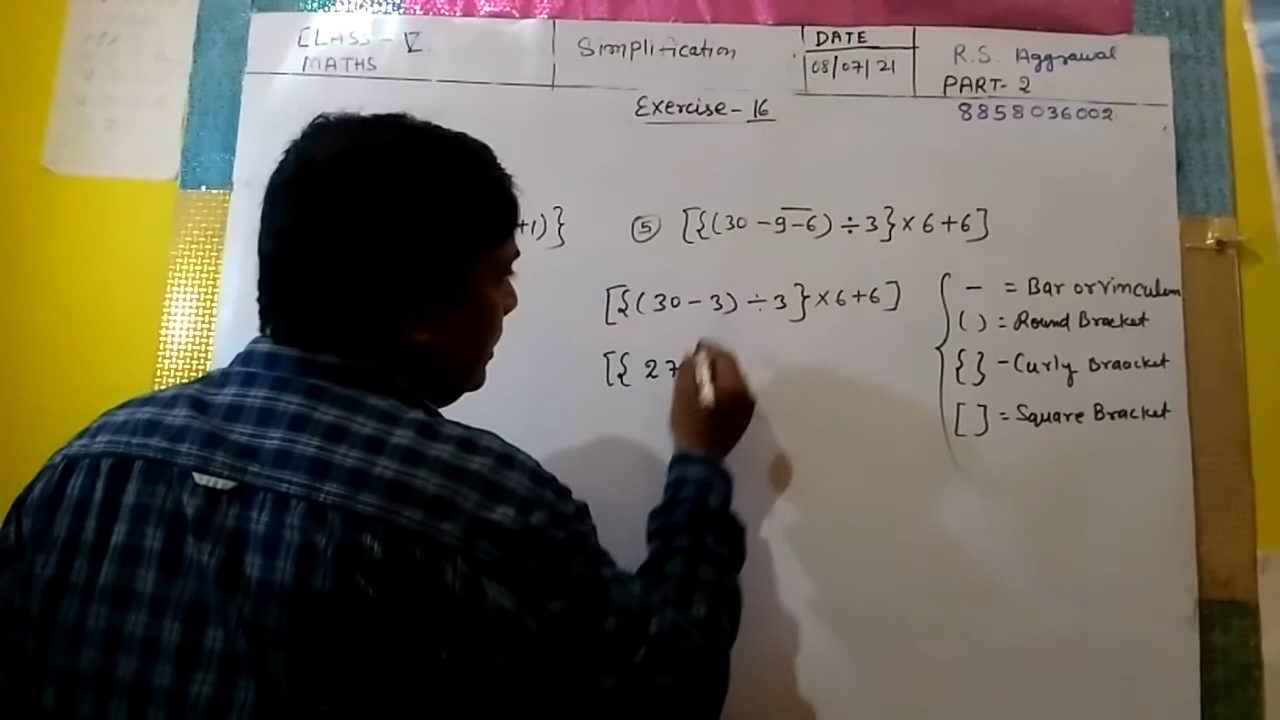 CLASS - V
MATHS
Simplification
DATE
08/07/21
R.S. Aggrawal
PART- 2
8858036002
Exercise - 16
+1)}
⑤ [{(30 - 9̅-̅6̅) ÷ 3} × 6 + 6]
[{(30 - 3) ÷ 3} × 6 + 6]
[{ 27
- = Bar or vinculum
( ) = Round Bracket
{ } - Curly Braocket
[ ] = Square Bracket